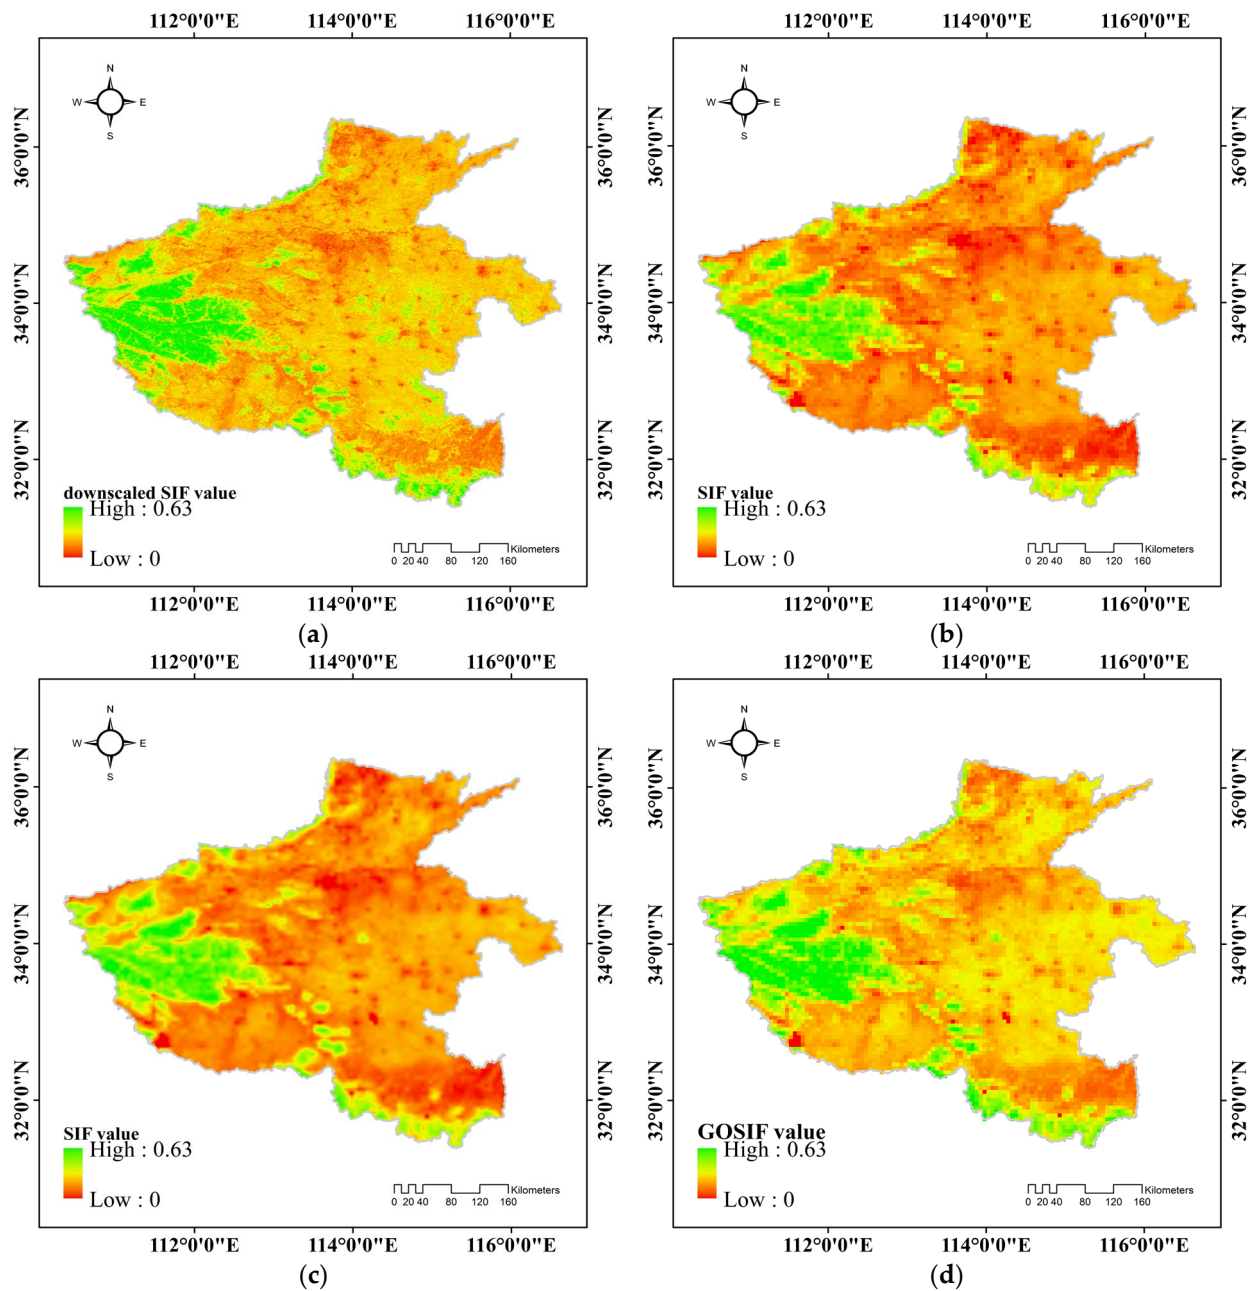 112°0'0"E 114°0'0"E 116°0'0"E
N
W E
S
36°0'0"N 36°0'0"N
34°0'0"N 34°0'0"N
32°0'0"N 32°0'0"N
downscaled SIF value
High : 0.63
Low : 0
Kilometers
0 20 40 80 120 160
112°0'0"E 114°0'0"E 116°0'0"E
(a)
112°0'0"E 114°0'0"E 116°0'0"E
N
W E
S
36°0'0"N 36°0'0"N
34°0'0"N 34°0'0"N
32°0'0"N 32°0'0"N
SIF value
High : 0.63
Low : 0
Kilometers
0 20 40 80 120 160
112°0'0"E 114°0'0"E 116°0'0"E
(b)
112°0'0"E 114°0'0"E 116°0'0"E
N
W E
S
36°0'0"N 36°0'0"N
34°0'0"N 34°0'0"N
32°0'0"N 32°0'0"N
SIF value
High : 0.63
Low : 0
Kilometers
0 20 40 80 120 160
112°0'0"E 114°0'0"E 116°0'0"E
(c)
112°0'0"E 114°0'0"E 116°0'0"E
N
W E
S
36°0'0"N 36°0'0"N
34°0'0"N 34°0'0"N
32°0'0"N 32°0'0"N
GOSIF value
High : 0.63
Low : 0
Kilometers
0 20 40 80 120 160
112°0'0"E 114°0'0"E 116°0'0"E
(d)